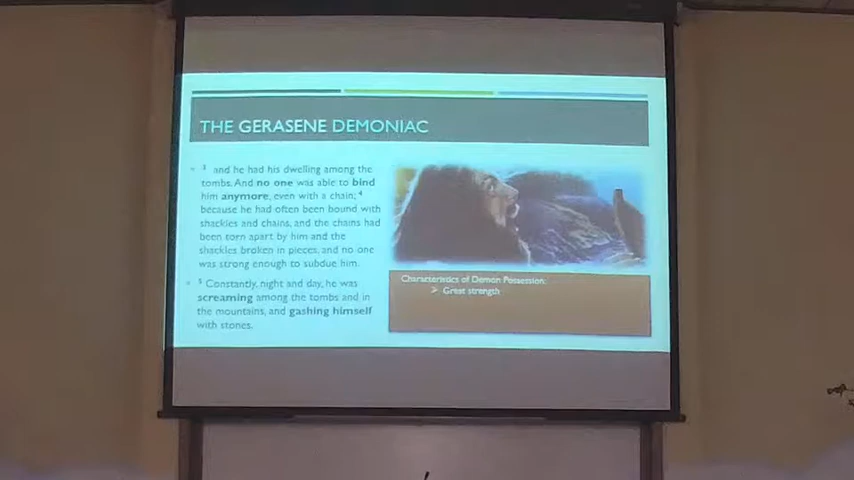 THE GERASENE DEMONIAC
3 and he had his dwelling among the
tombs. And no one was able to bind
him anymore, even with a chain; 4
because he had often been bound with
shackles and chains, and the chains had
been torn apart by him and the
shackles broken in pieces, and no one
was strong enough to subdue him.
5 Constantly, night and day, he was
screaming among the tombs and in
the mountains, and gashing himself
with stones.
Characteristics of Demon Possession:
➢ Great strength